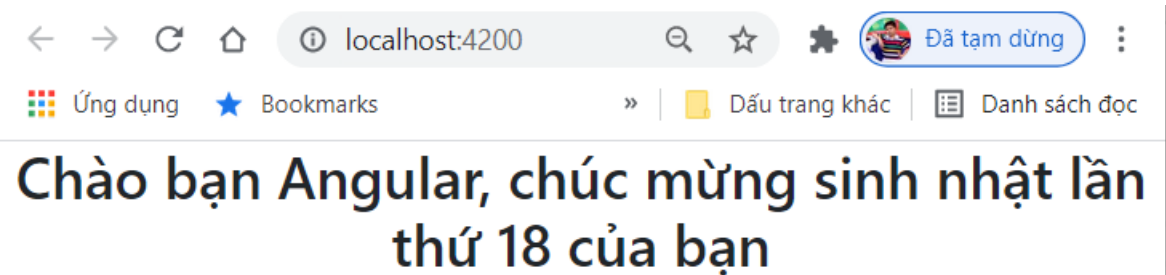 localhost:4200 Đã tạm dừng
Ứng dụng Bookmarks » Dấu trang khác Danh sách đọc
Chào bạn Angular, chúc mừng sinh nhật lần
thứ 18 của bạn